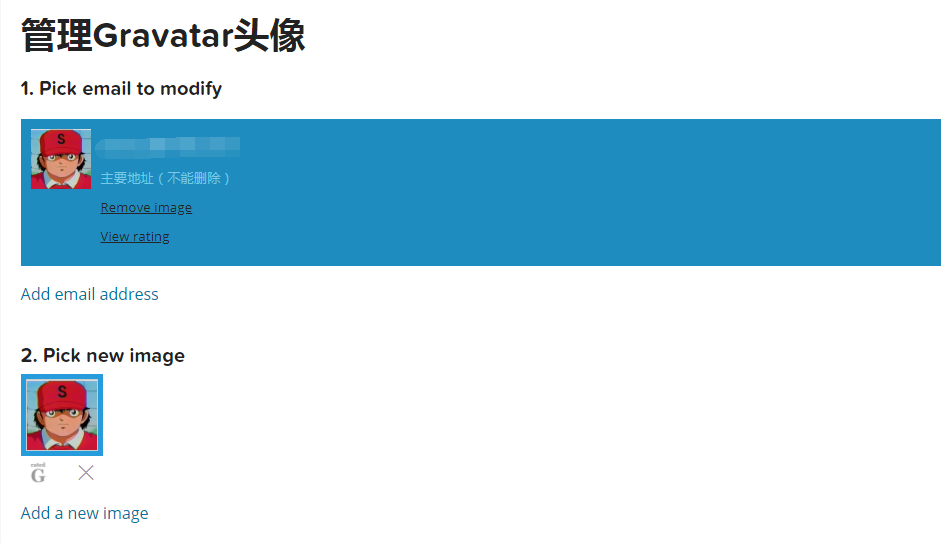 管理Gravatar头像
1. Pick email to modify
S
主要地址（不能删除）
Remove image
View rating
Add email address
2. Pick new image
S
rated
G
Add a new image